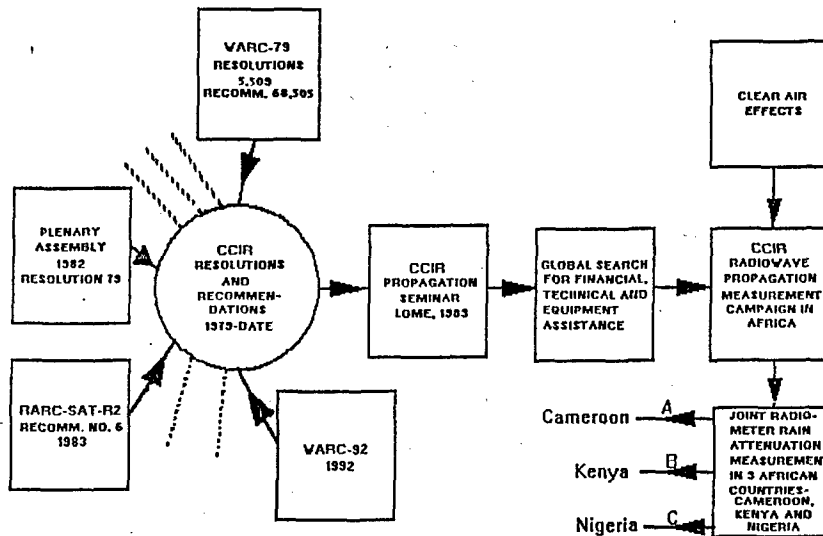 WARC-79
RESOLUTIONS
5,509
RECOMM. 68,505
CLEAR AIR
EFFECTS
PLENARY
ASSEMBLY
1982
RESOLUTION 79
CCIR
RESOLUTIONS
AND
RECOMMEN-
DATIONS
1979-DATE
CCIR
PROPAGATION
SEMINAR
LOME, 1983
GLOBAL SEARCH
FOR FINANCIAL,
TECHNICAL AND
EQUIPMENT
ASSISTANCE
CCIR
RADIOWAVE
PROPAGATION
MEASUREMENT
CAMPAIGN IN
AFRICA
RARC-SAT-R2
RECOMM. NO. 6
1983
WARC-92
1992
Cameroon A
Kenya B
Nigeria C
JOINT RADIO-
METER RAIN
ATTENUATION
MEASUREMENT
IN 3 AFRICAN
COUNTRIES-
CAMEROON,
KENYA AND
NIGERIA